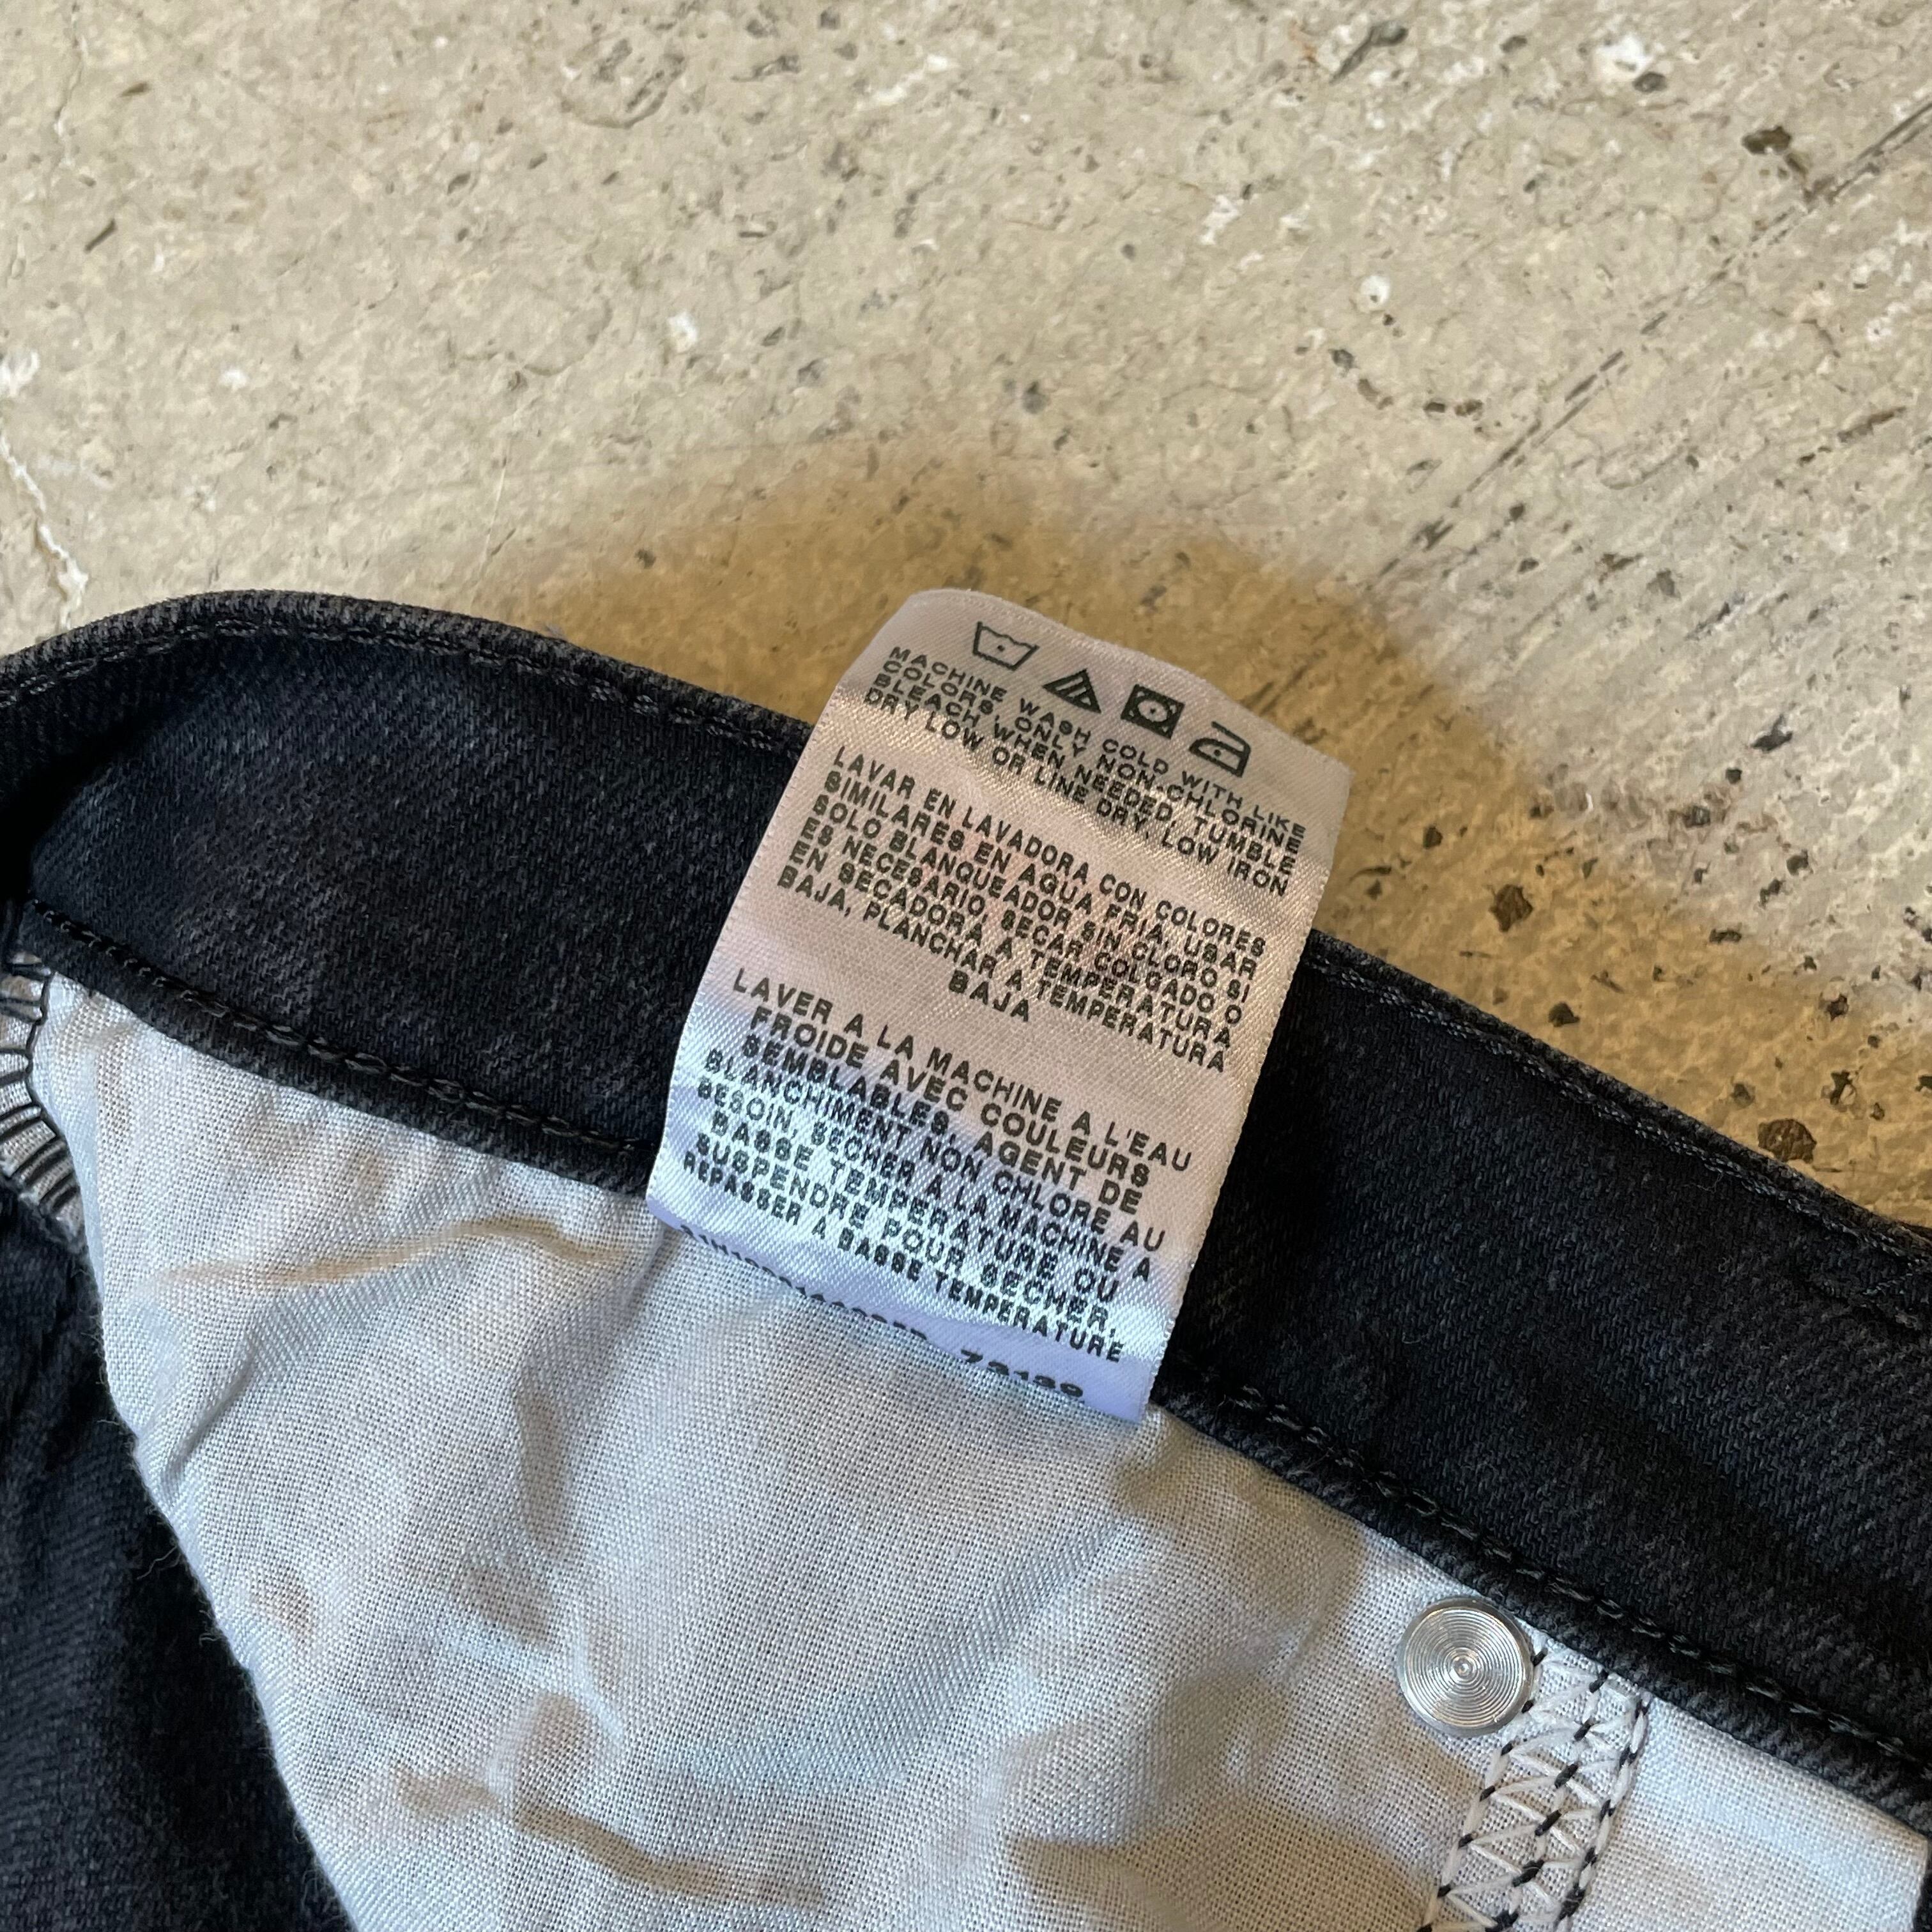 MACHINE WASH COLD WITH LIKE
COLORS, ONLY NON-CHLORINE
BLEACH WHEN NEEDED, TUMBLE
DRY LOW OR LINE DRY, LOW IRON
LAVAR EN LAVADORA CON COLORES
SIMILARES EN AGUA FRIA, USAR
SOLO BLANQUEADOR SIN CLORO SI
ES NECESARIO, SECAR COLGADO O
EN SECADORA A TEMPERATURA
BAJA, PLANCHAR A TEMPERATURA
BAJA
LAVER A LA MACHINE A L'EAU
FROIDE AVEC COULEURS
SEMBLABLES, AGENT DE
BLANCHIMENT NON CHLORE AU
BESOIN, SECHER A LA MACHINE A
BASSE TEMPERATURE OU
SUSPENDRE POUR SECHER,
REPASSER A BASSE TEMPERATURE